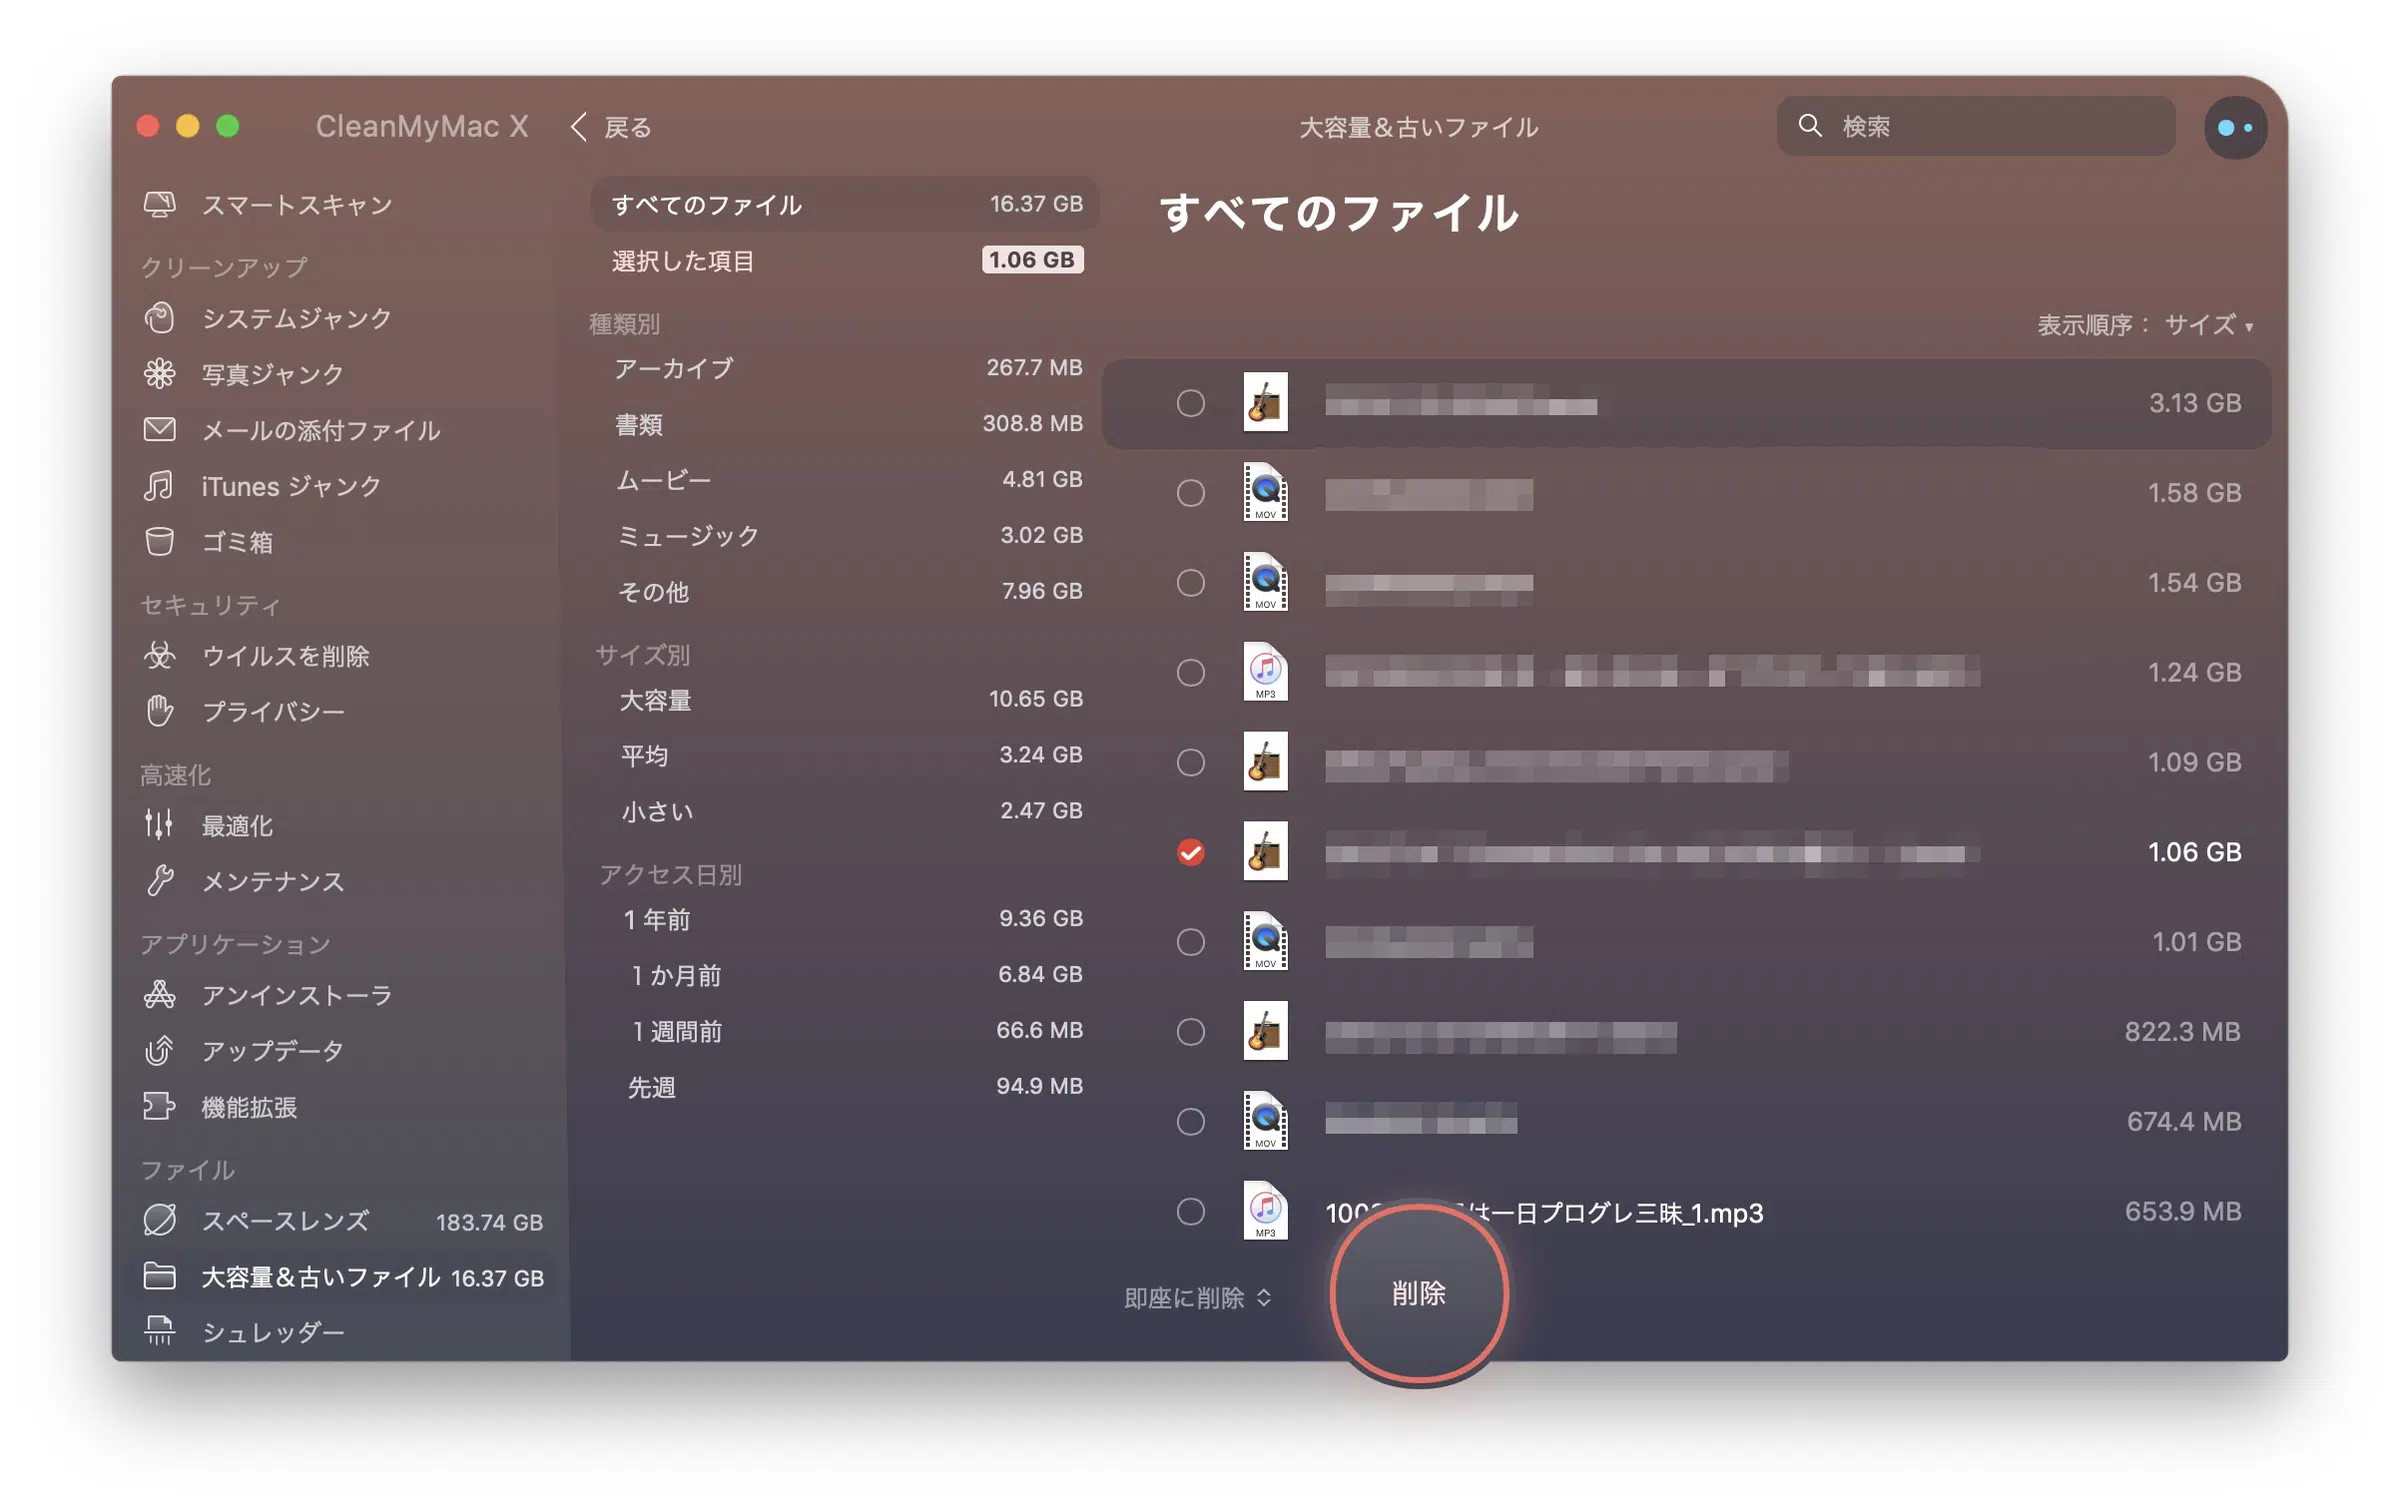 CleanMyMac X
戻る
大容量＆古いファイル
検索
スマートスキャン
クリーンアップ
システムジャンク
写真ジャンク
メールの添付ファイル
iTunes ジャンク
ゴミ箱
セキュリティ
ウイルスを削除
プライバシー
高速化
最適化
メンテナンス
アプリケーション
アンインストーラ
アップデータ
機能拡張
ファイル
スペースレンズ 183.74 GB
大容量＆古いファイル 16.37 GB
シュレッダー
すべてのファイル 16.37 GB
選択した項目 1.06 GB
種類別
アーカイブ 267.7 MB
書類 308.8 MB
ムービー 4.81 GB
ミュージック 3.02 GB
その他 7.96 GB
サイズ別
大容量 10.65 GB
平均 3.24 GB
小さい 2.47 GB
アクセス日別
1 年前 9.36 GB
1 か月前 6.84 GB
1 週間前 66.6 MB
先週 94.9 MB
すべてのファイル
表示順序： サイズ ▾
3.13 GB
MOV 1.58 GB
MOV 1.54 GB
MP3 1.24 GB
1.09 GB
1.06 GB
MOV 1.01 GB
822.3 MB
MOV 674.4 MB
MP3 は一日プログレ三昧_1.mp3 653.9 MB
即座に削除
削除